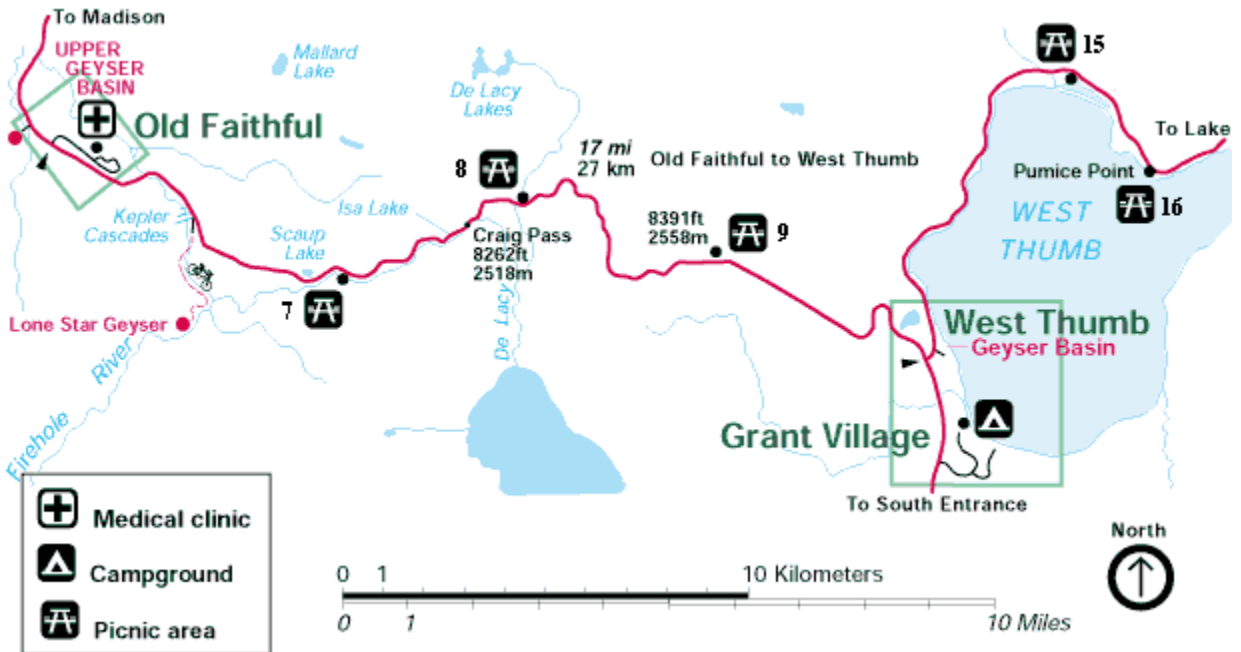 To Madison
UPPER
GEYSER
BASIN
Old Faithful
Mallard
Lake
De Lacy
Lakes
15
To Lake
Pumice Point
16
WEST
THUMB
8
17 mi
27 km
Old Faithful to West Thumb
8391ft
2558m
9
Kepler
Cascades
Scaup
Lake
Isa Lake
Craig Pass
8262ft
2518m
7
De Lacy
Lone Star Geyser
Firehole River
West Thumb
Geyser Basin
Grant Village
To South Entrance
Medical clinic
Campground
Picnic area
0 1 10 Kilometers
0 1 10 Miles
North